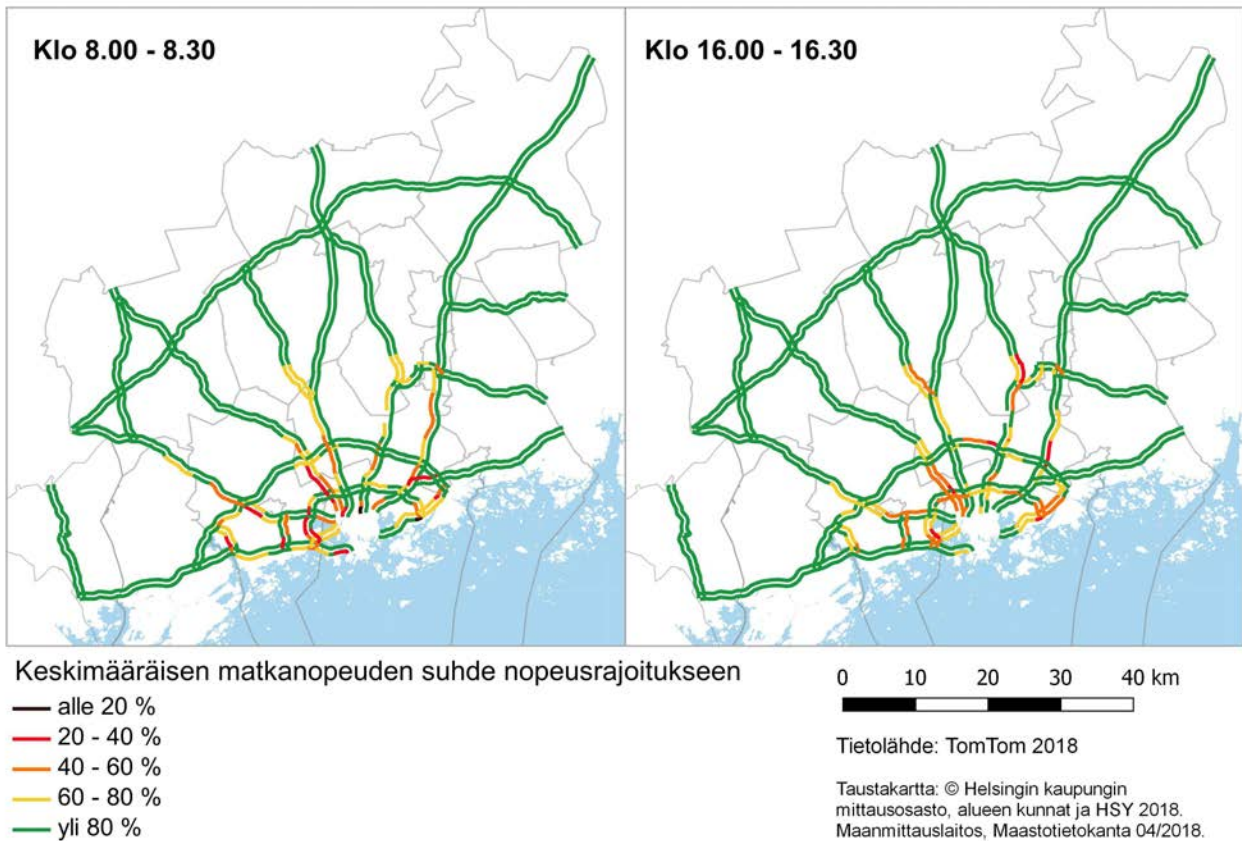 Klo 8.00 - 8.30
Klo 16.00 - 16.30
Keskimääräisen matkanopeuden suhde nopeusrajoitukseen
alle 20 %
20 - 40 %
40 - 60 %
60 - 80 %
yli 80 %
0 10 20 30 40 km
Tietolähde: TomTom 2018
Taustakartta: © Helsingin kaupungin
mittausosasto, alueen kunnat ja HSY 2018.
Maanmittauslaitos, Maastotietokanta 04/2018.